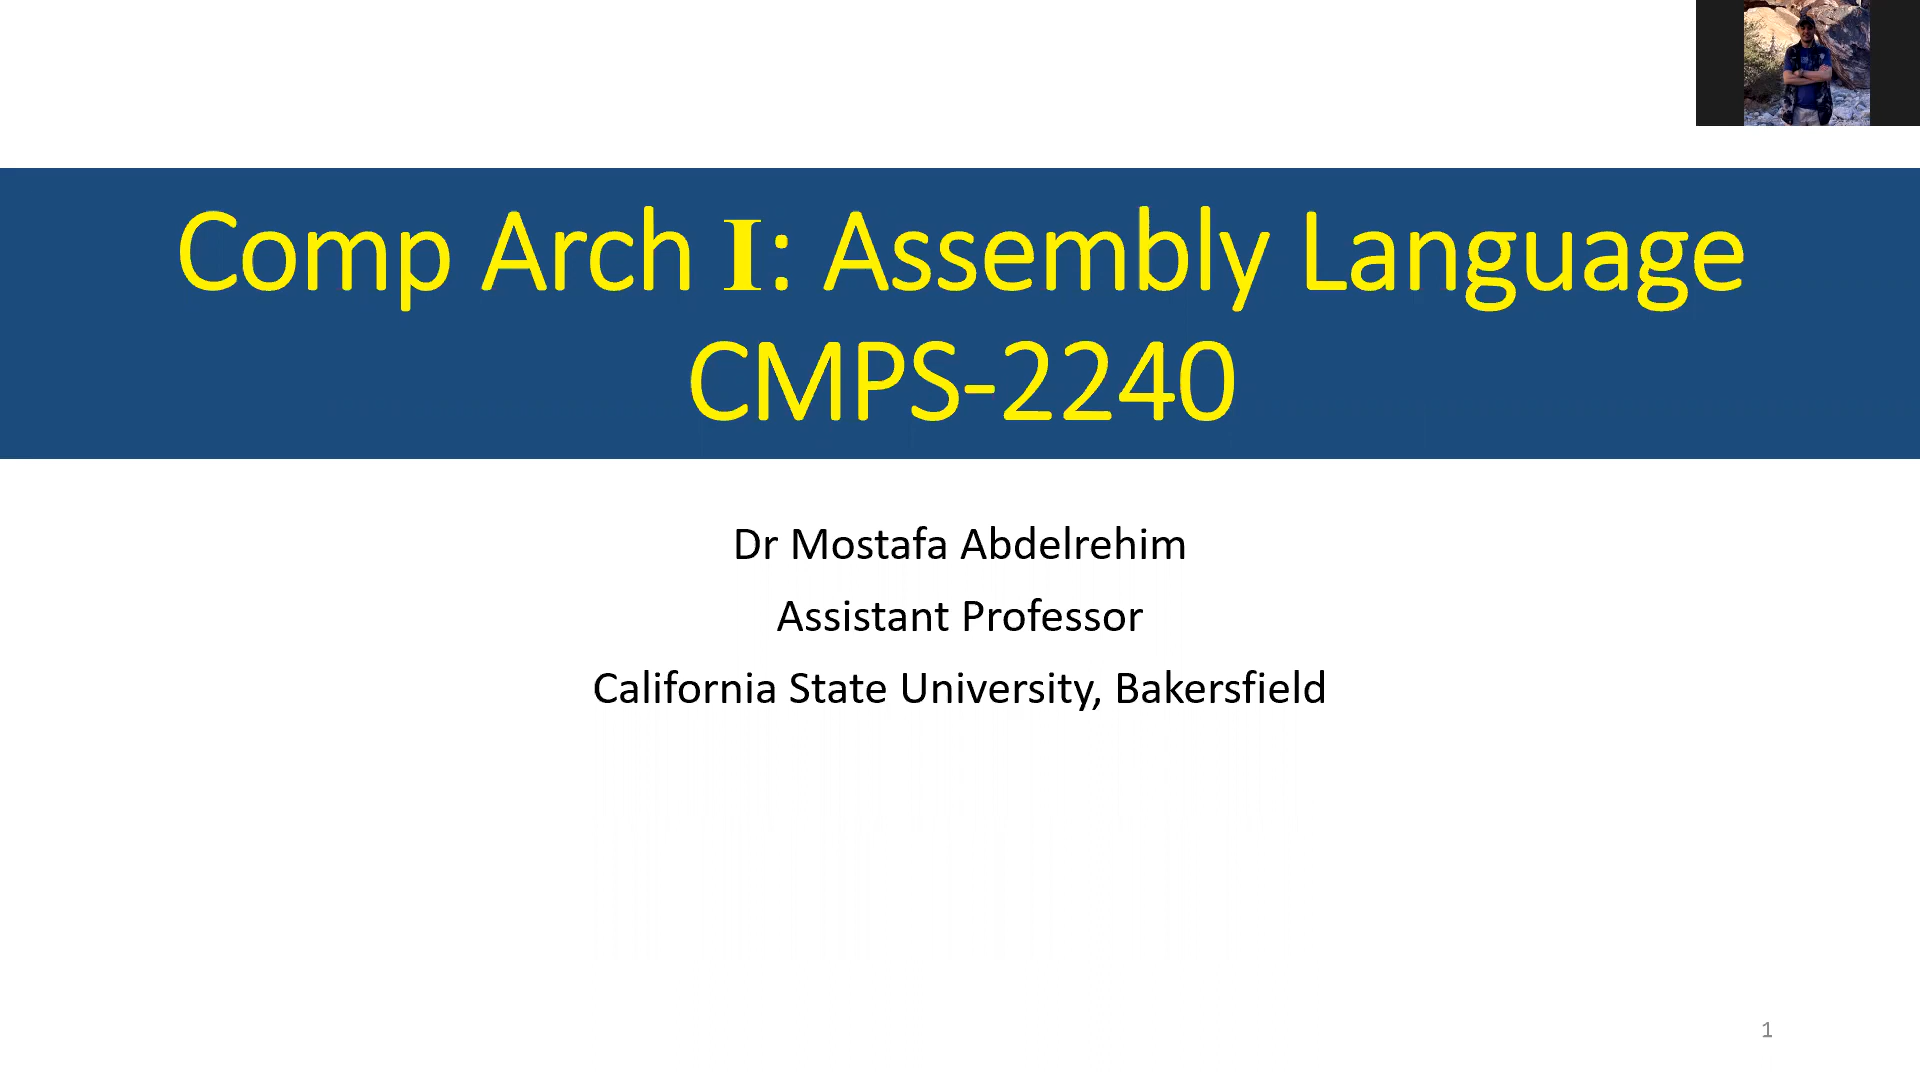 Comp Arch I: Assembly Language
CMPS-2240
Dr Mostafa Abdelrehim
Assistant Professor
California State University, Bakersfield
1